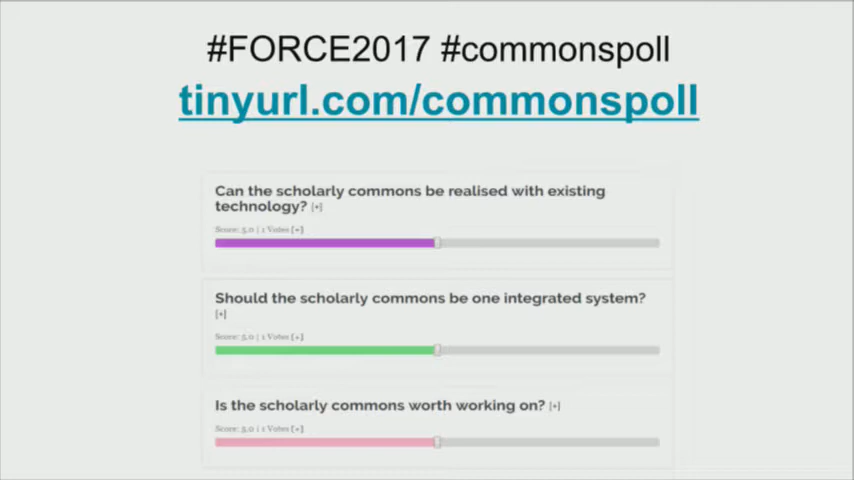 #FORCE2017 #commonspoll
tinyurl.com/commonspoll
Can the scholarly commons be realised with existing
technology? [+]
Score: 5.0 | 1 Votes [+]
Should the scholarly commons be one integrated system?
[+]
Score: 5.0 | 1 Votes [+]
Is the scholarly commons worth working on? [+]
Score: 5.0 | 1 Votes [+]